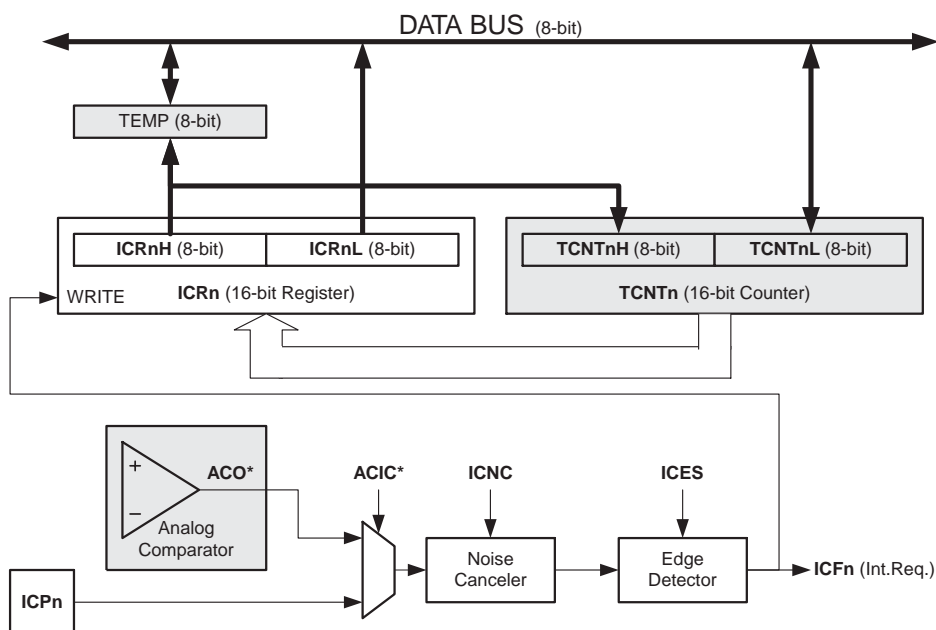 DATA BUS (8-bit)
TEMP (8-bit)
ICRnH (8-bit)
ICRnL (8-bit)
TCNTnH (8-bit)
TCNTnL (8-bit)
WRITE
ICRn (16-bit Register)
TCNTn (16-bit Counter)
+
−
ACO*
Analog
Comparator
ACIC*
ICNC
ICES
Noise
Canceler
Edge
Detector
ICFn (Int.Req.)
ICPn